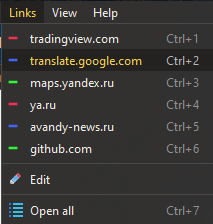 Links View Help
tradingview.com Ctrl+1
translate.google.com Ctrl+2
maps.yandex.ru Ctrl+3
ya.ru Ctrl+4
avandy-news.ru Ctrl+5
github.com Ctrl+6
Edit
Open all Ctrl+7